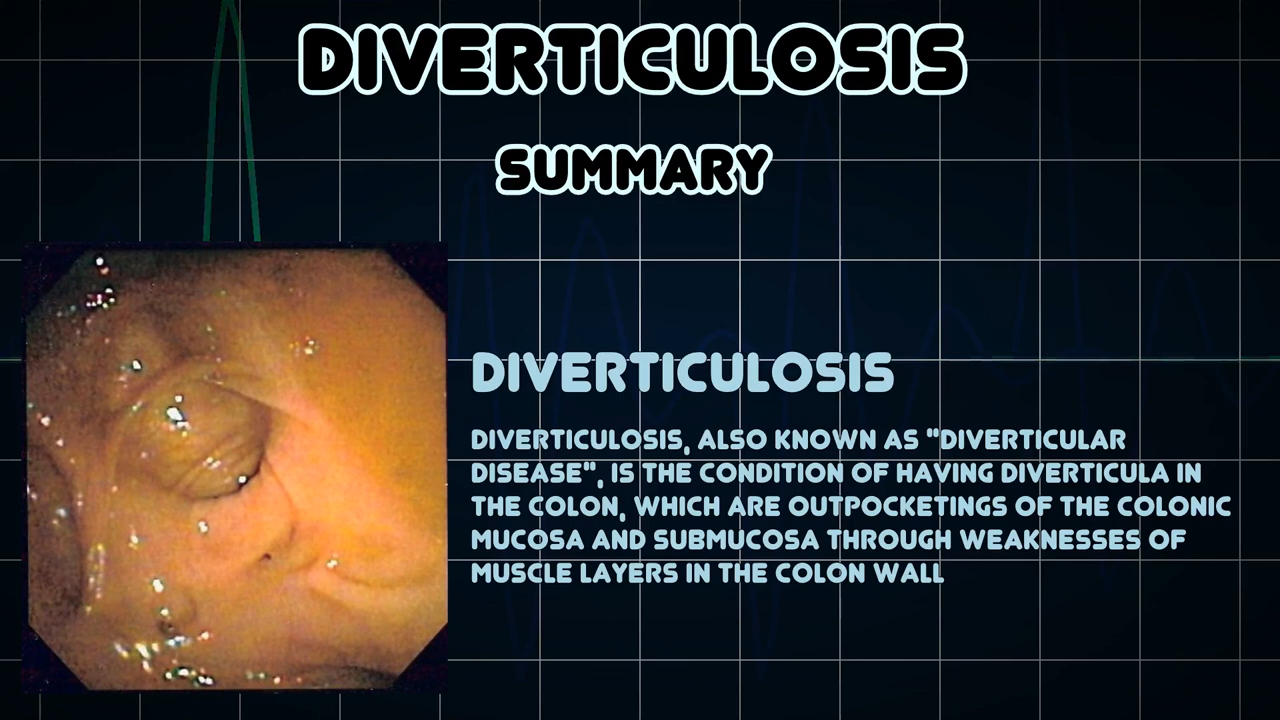 DIVERTICULOSIS
SUMMARY
DIVERTICULOSIS
DIVERTICULOSIS, ALSO KNOWN AS "DIVERTICULAR
DISEASE", IS THE CONDITION OF HAVING DIVERTICULA IN
THE COLON, WHICH ARE OUTPOCKETINGS OF THE COLONIC
MUCOSA AND SUBMUCOSA THROUGH WEAKNESSES OF
MUSCLE LAYERS IN THE COLON WALL